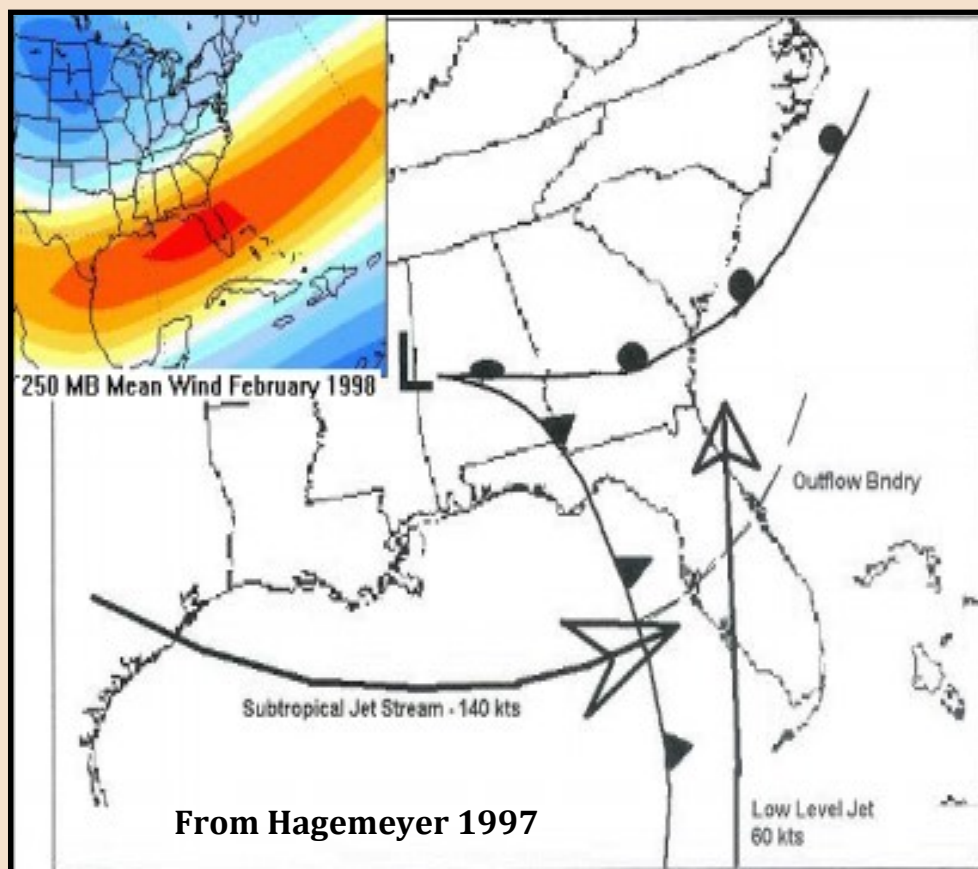 250 MB Mean Wind February 1998
L
Outflow Bndry
Subtropical Jet Stream - 140 kts
Low Level Jet
60 kts
From Hagemeyer 1997